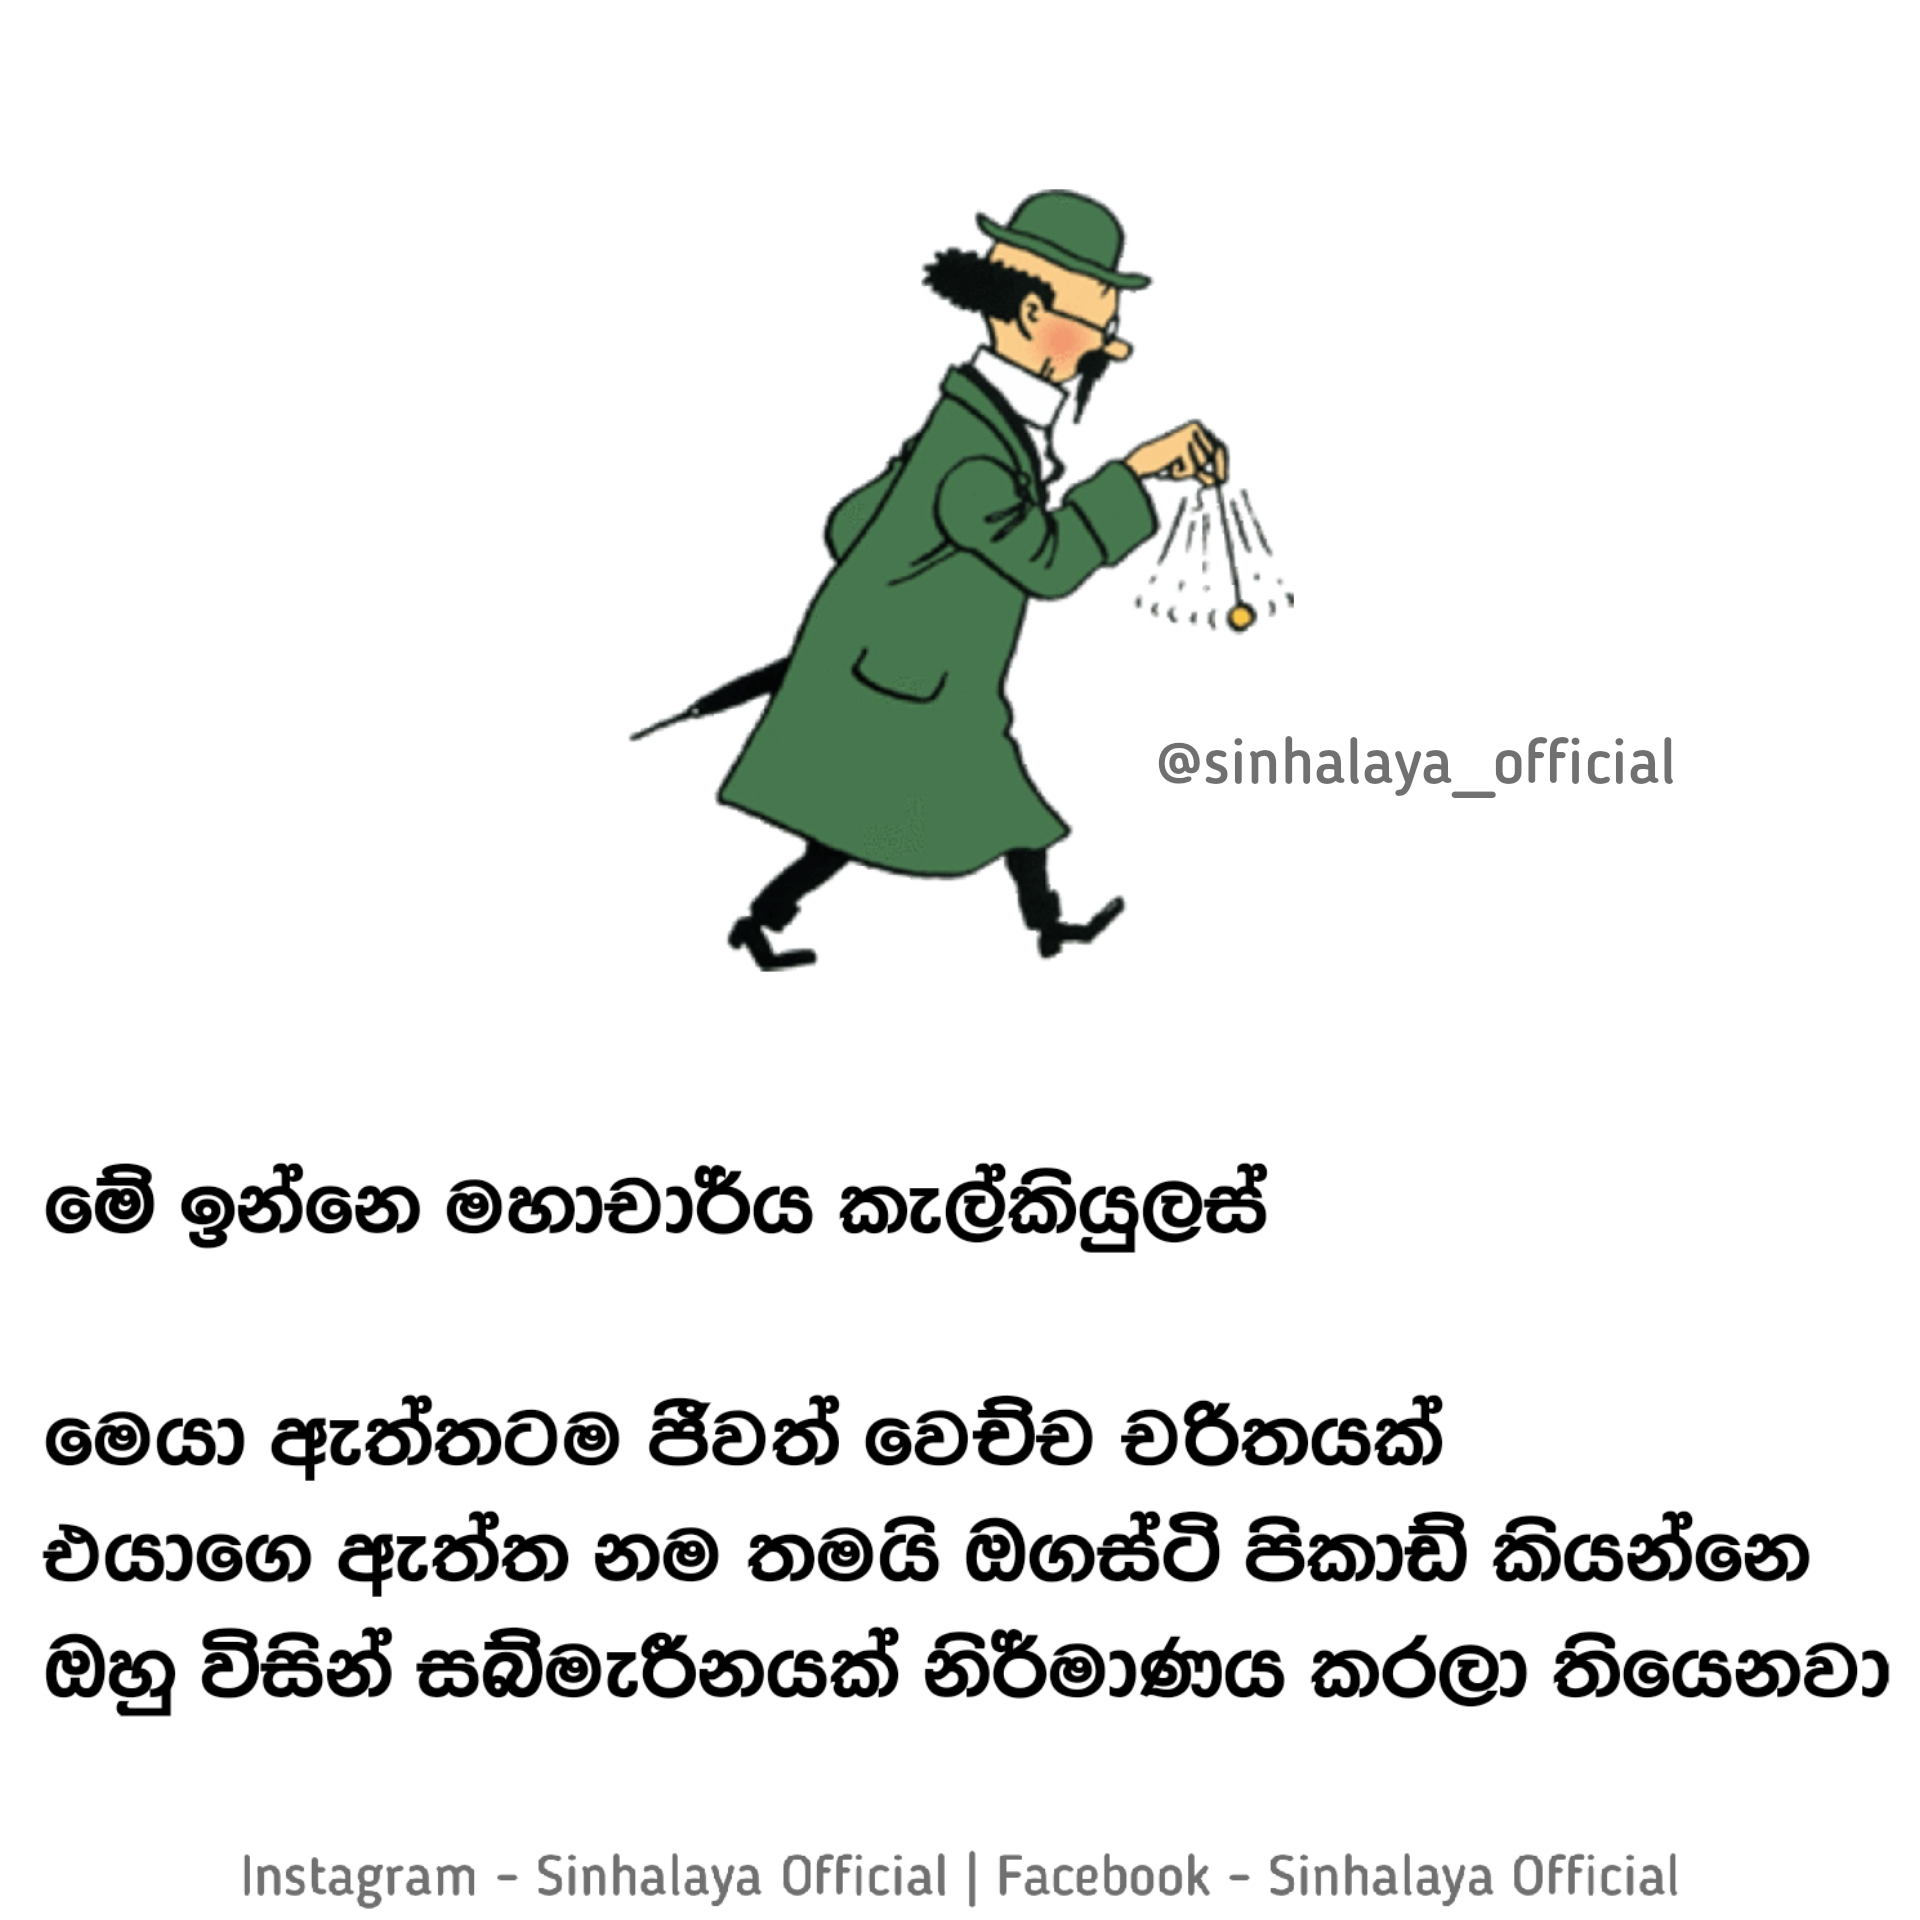 @sinhalaya_official
මේ ඉන්නෙ මහාචාර්ය කැල්කියුලස්
මෙයා ඇත්තටම ජීවත් වෙච්ච චරිතයක්
එයාගෙ ඇත්ත නම තමයි ඔගස්ටි පිකාඩ් කියන්නෙ
ඔහු විසින් සබ්මැරීනයක් නිර්මාණය කරලා තියෙනවා
Instagram - Sinhalaya Official | Facebook - Sinhalaya Official